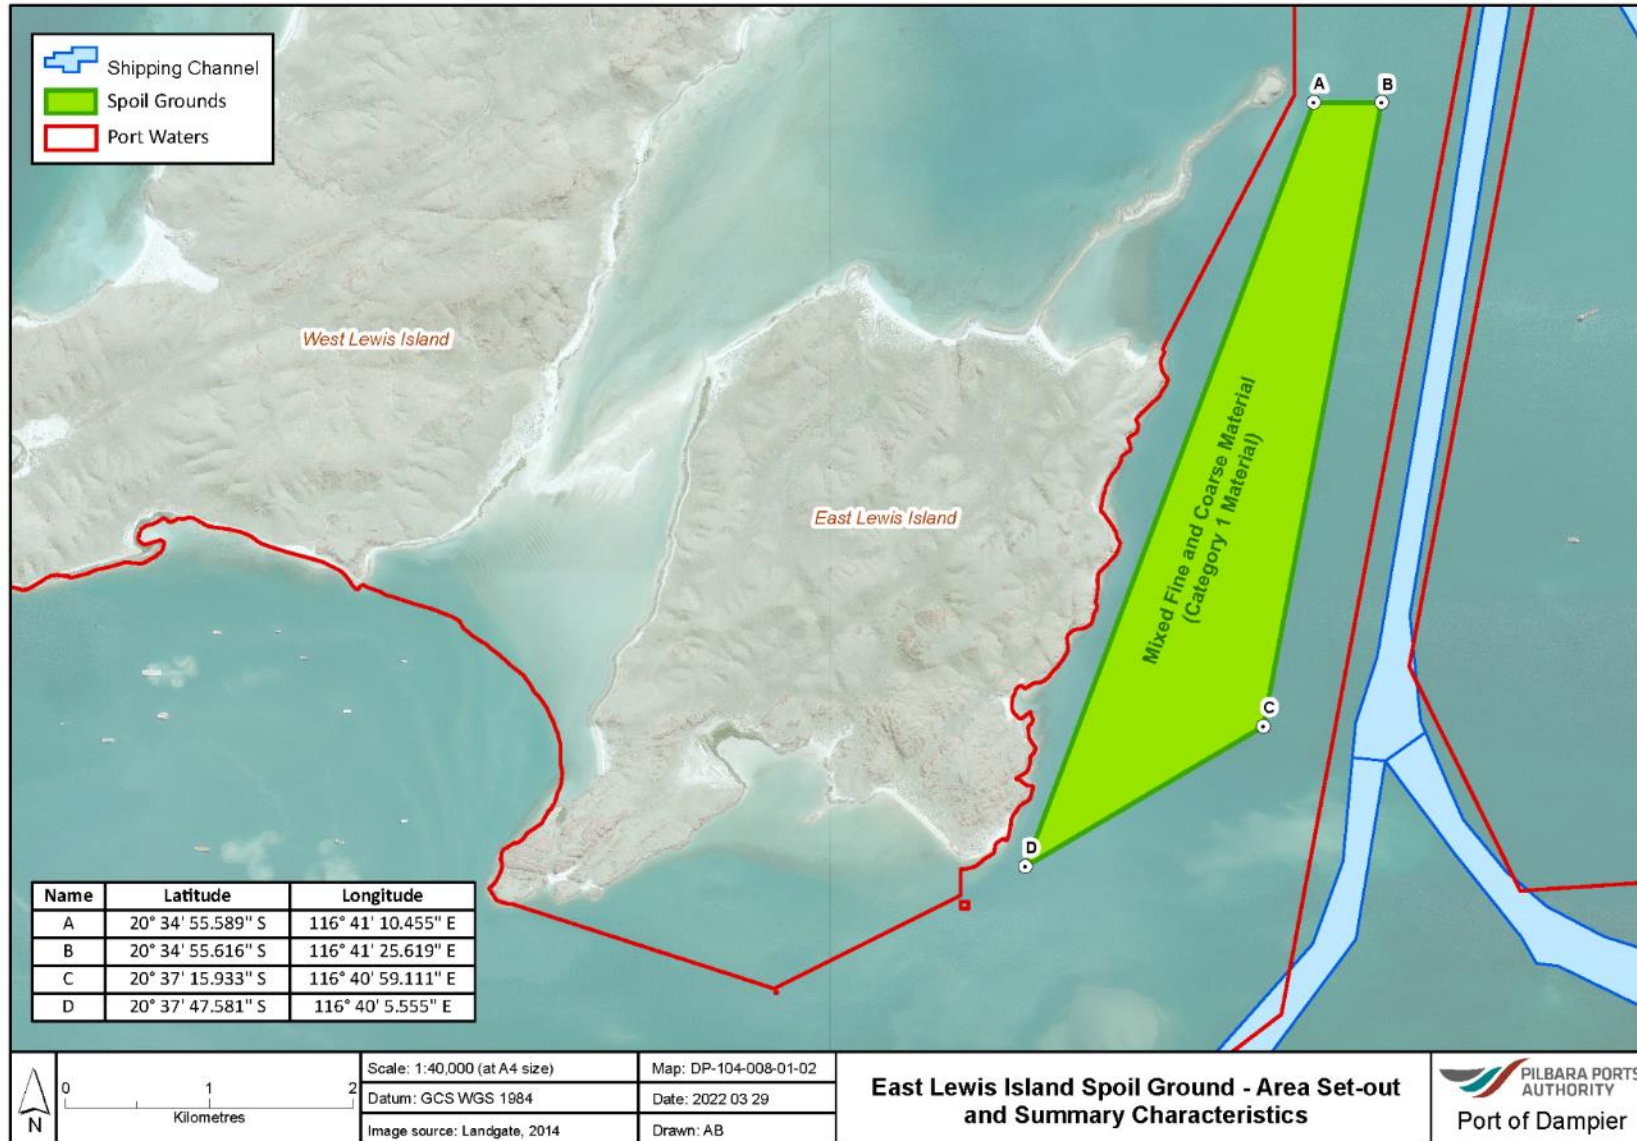 Shipping Channel
Spoil Grounds
Port Waters
A
B
West Lewis Island
East Lewis Island
Mixed Fine and Coarse Material
(Category 1 Material)
C
D
Name Latitude Longitude
A 20° 34' 55.589" S 116° 41' 10.455" E
B 20° 34' 55.616" S 116° 41' 25.619" E
C 20° 37' 15.933" S 116° 40' 59.111" E
D 20° 37' 47.581" S 116° 40' 5.555" E
N
0 1 2
Kilometres
Scale: 1:40,000 (at A4 size)
Datum: GCS WGS 1984
Image source: Landgate, 2014
Map: DP-104-008-01-02
Date: 2022 03 29
Drawn: AB
East Lewis Island Spoil Ground - Area Set-out
and Summary Characteristics
PILBARA PORTS
AUTHORITY
Port of Dampier